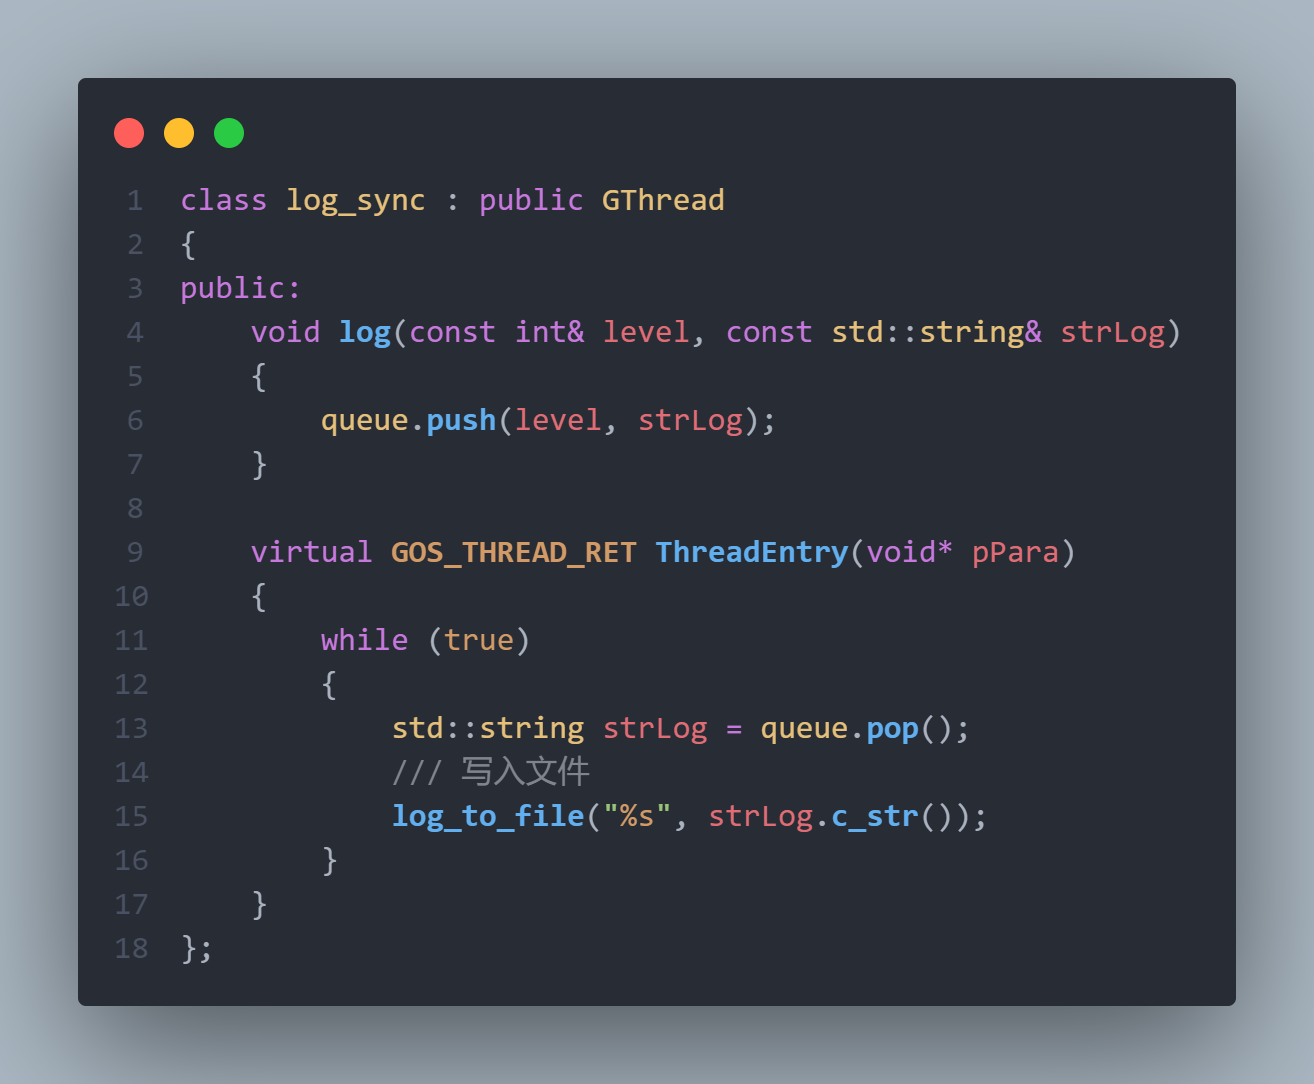 1 class log_sync : public GThread
2 {
3 public:
4     void log(const int& level, const std::string& strLog)
5     {
6         queue.push(level, strLog);
7     }
8
9     virtual GOS_THREAD_RET ThreadEntry(void* pPara)
10     {
11         while (true)
12         {
13             std::string strLog = queue.pop();
14             /// 写入文件
15             log_to_file("%s", strLog.c_str());
16         }
17     }
18 };